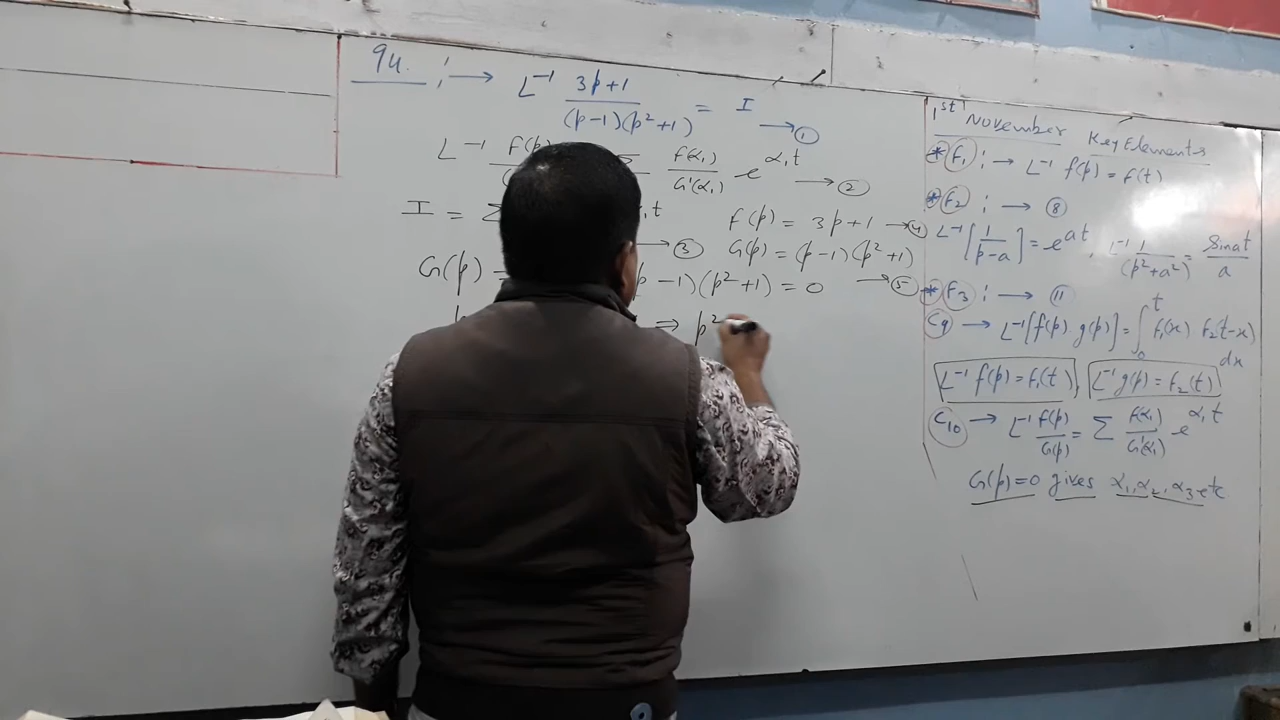 94. ; → L⁻¹ 3p+1 / (p-1)(p²+1) = I → ①
L⁻¹ F(p) F(α₁) / G'(α₁) e^α₁t → ②
I = Σ t → ③
F(p) = 3p+1 → ④
G(p) = (p-1)(p²+1)
G(p) = p-1)(p²+1) = 0 → ⑤
⇒ p²
1st November Key Elements
*F₁ ; → L⁻¹ f(p) = F(t)
*F₂ ; → ⑧
L⁻¹[1/p-a] = e^at, L⁻¹ 1/(p²+a²) = Sinat/a
*F₃ ; → ⑪
C₉ → L⁻¹[f(p) g(p)] = ∫₀^t F₁(x) F₂(t-x) dx
L⁻¹ f(p) = F₁(t) L⁻¹ g(p) = F₂(t)
C₁₀ → L⁻¹ F(p)/G(p) = Σ F(α₁)/G'(α₁) e^α₁t
G(p)=0 gives α₁, α₂, α₃ etc